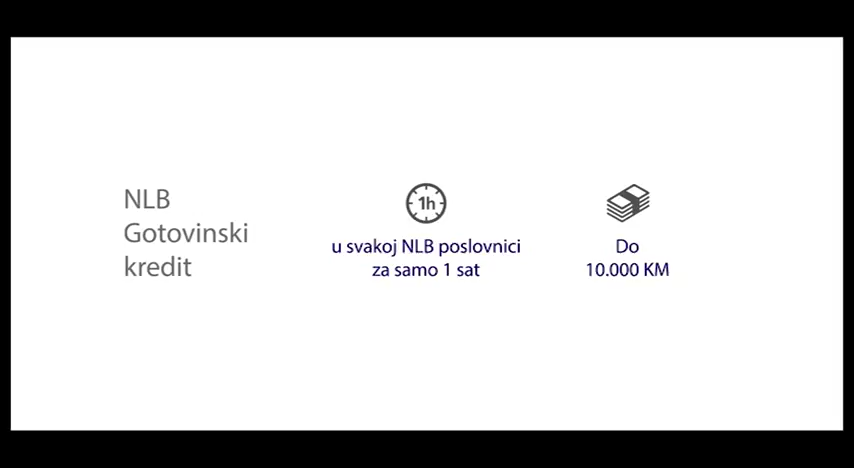 NLB
Gotovinski
kredit
1h
u svakoj NLB poslovnici
za samo 1 sat
Do
10.000 KM